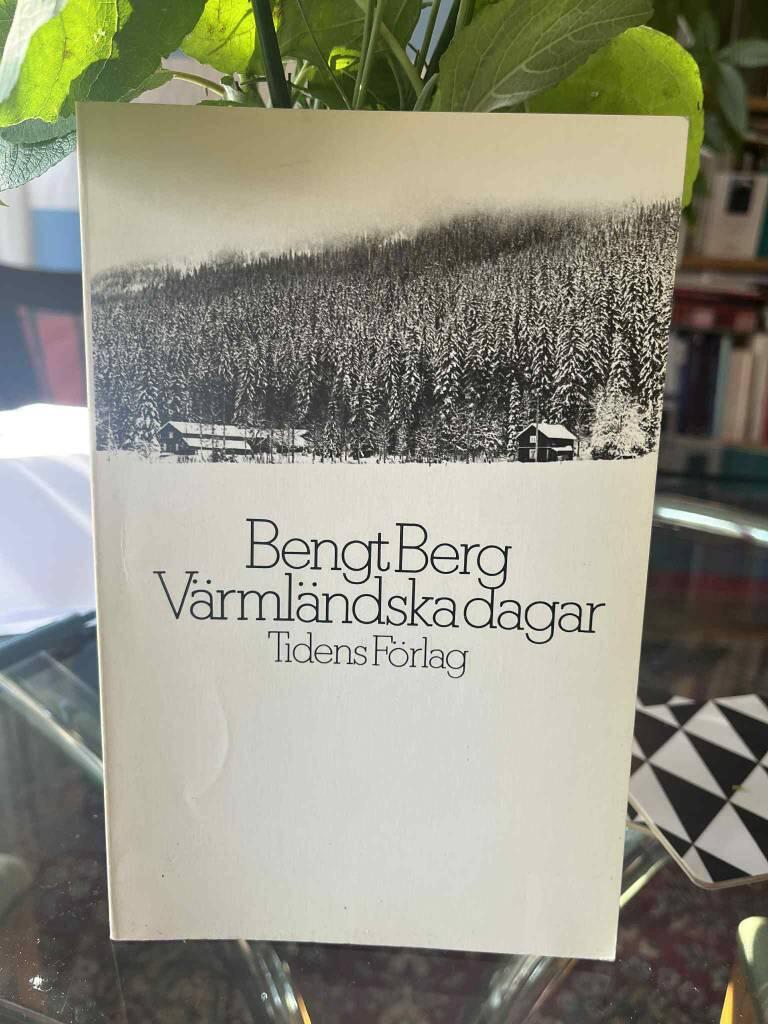 Bengt Berg
Värmländska dagar
Tidens Förlag